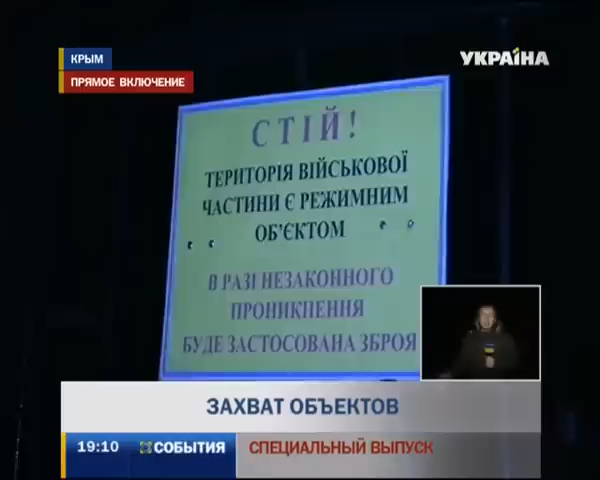 КРЫМ
УКРАЇНА
ПРЯМОЕ ВКЛЮЧЕНИЕ
СТІЙ!
ТЕРИТОРІЯ ВІЙСЬКОВОЇ
ЧАСТИНИ Є РЕЖИМНИМ
ОБ'ЄКТОМ
В РАЗІ НЕЗАКОННОГО
ПРОНИКПЕННЯ
БУДЕ ЗАСТОСОВАНА ЗБРОЯ
ЗАХВАТ ОБЪЕКТОВ
19:10 СОБЫТИЯ СПЕЦИАЛЬНЫЙ ВЫПУСК